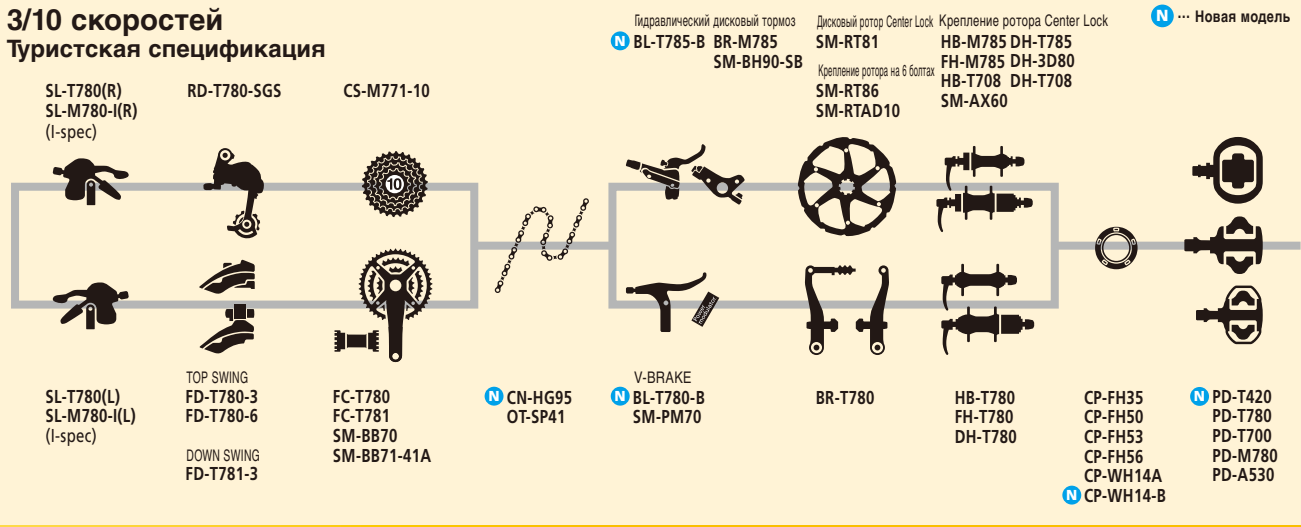 3/10 скоростей
Туристская спецификация
N ··· Новая модель
SL-T780(R)
SL-M780-I(R)
(I-spec)
RD-T780-SGS
CS-M771-10
Гидравлический дисковый тормоз
N BL-T785-B BR-M785
SM-BH90-SB
Дисковый ротор Center Lock
SM-RT81
Крепление ротора на 6 болтах
SM-RT86
SM-RTAD10
Крепление ротора Center Lock
HB-M785 DH-T785
FH-M785 DH-3D80
HB-T708 DH-T708
SM-AX60
10
Power modulator
SL-T780(L)
SL-M780-I(L)
(I-spec)
TOP SWING
FD-T780-3
FD-T780-6
DOWN SWING
FD-T781-3
FC-T780
FC-T781
SM-BB70
SM-BB71-41A
N CN-HG95
OT-SP41
V-BRAKE
N BL-T780-B
SM-PM70
BR-T780
HB-T780
FH-T780
DH-T780
CP-FH35
CP-FH50
CP-FH53
CP-FH56
CP-WH14A
N CP-WH14-B
N PD-T420
PD-T780
PD-T700
PD-M780
PD-A530